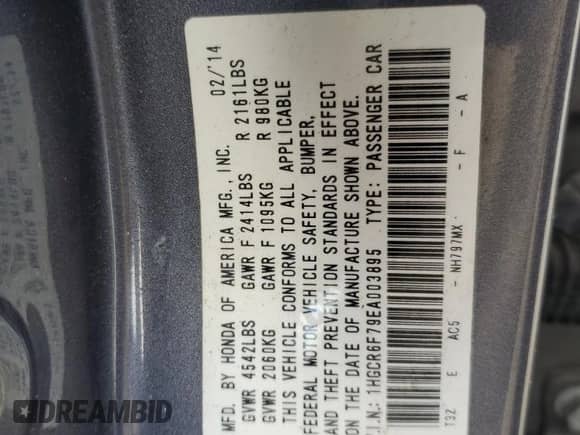 MFD. BY HONDA OF AMERICA MFG., INC. 02/'14
GVWR 4542LBS GAWR F 2414LBS R 2161LBS
GVWR 2060KG GAWR F 1095KG R 980KG
THIS VEHICLE CONFORMS TO ALL APPLICABLE
FEDERAL MOTOR VEHICLE SAFETY, BUMPER,
AND THEFT PREVENTION STANDARDS IN EFFECT
ON THE DATE OF MANUFACTURE SHOWN ABOVE.
.I.N.: 1HGCR6F79EA003895 TYPE: PASSENGER CAR
T3Z E AC5 - NH797MX - F - A
DREAMBID
DREAMBID